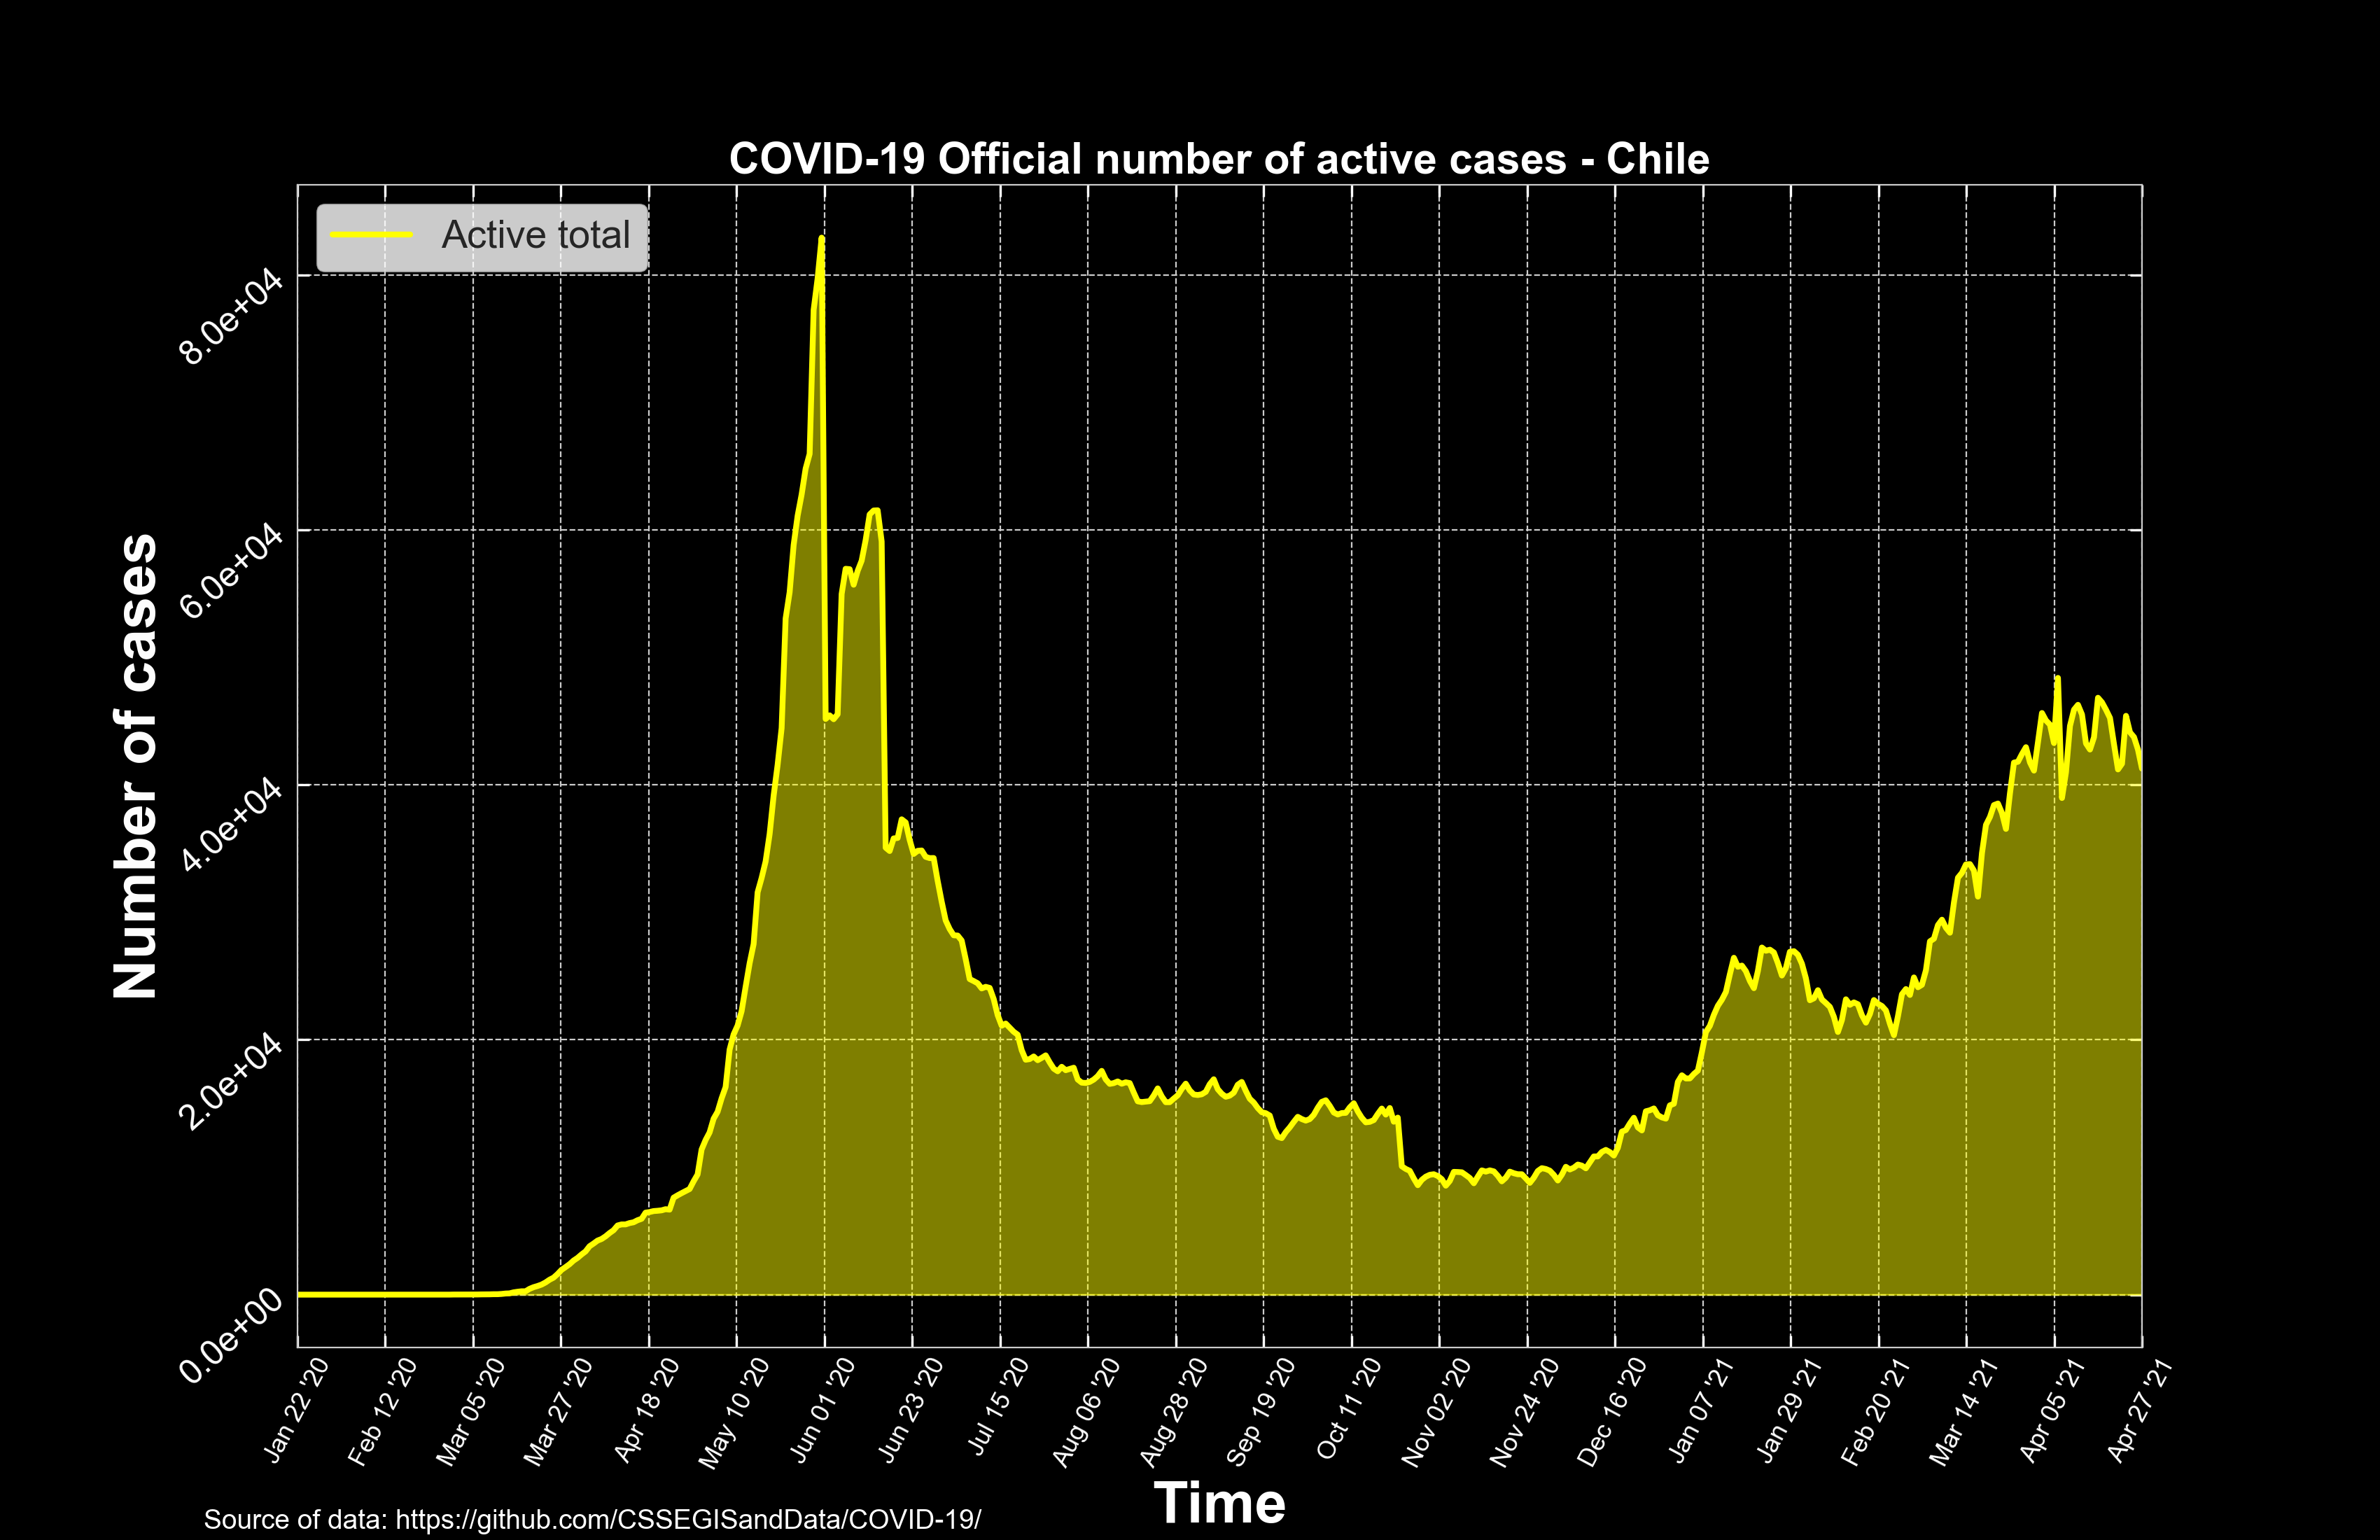 COVID-19 Official number of active cases - Chile
Active total
Number of cases
8.0e+04
6.0e+04
4.0e+04
2.0e+04
0.0e+00
Jan 22 '20
Feb 12 '20
Mar 05 '20
Mar 27 '20
Apr 18 '20
May 10 '20
Jun 01 '20
Jun 23 '20
Jul 15 '20
Aug 06 '20
Aug 28 '20
Sep 19 '20
Oct 11 '20
Nov 02 '20
Nov 24 '20
Dec 16 '20
Jan 07 '21
Jan 29 '21
Feb 20 '21
Mar 14 '21
Apr 05 '21
Apr 27 '21
Time
Source of data: https://github.com/CSSEGISandData/COVID-19/